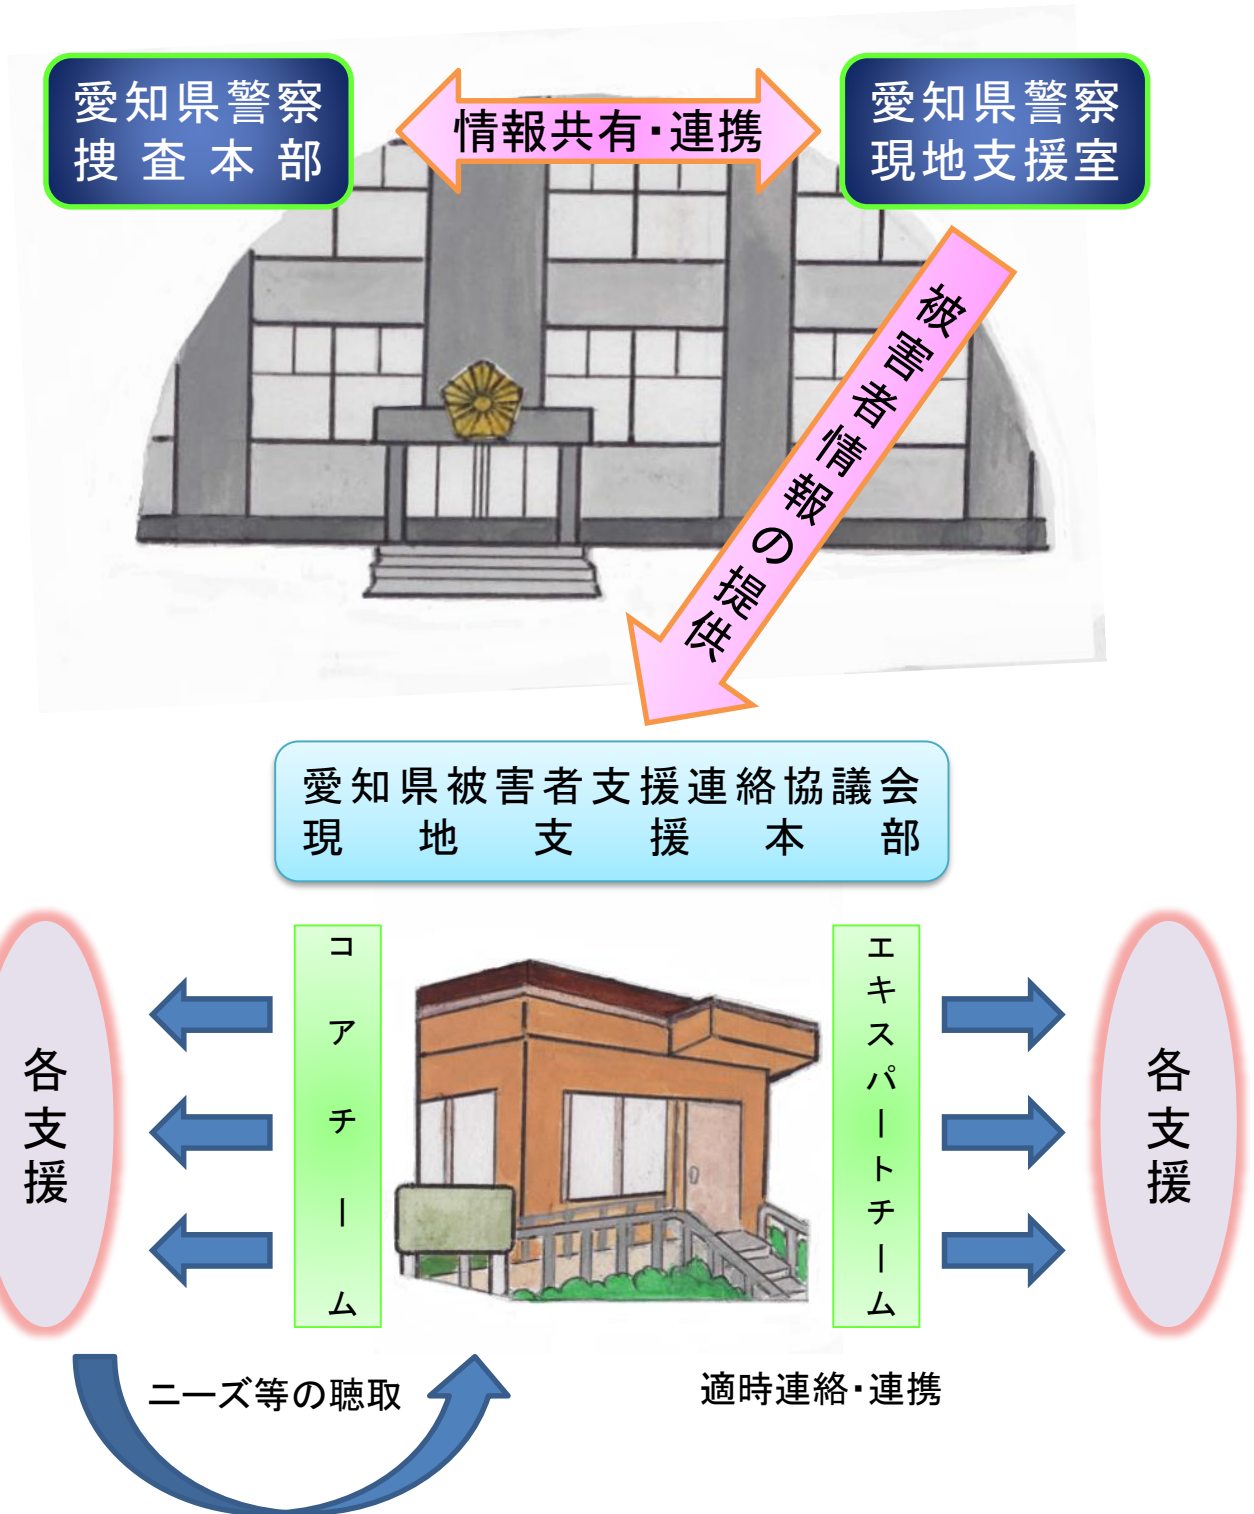 愛知県警察
捜査本部
情報共有・連携
愛知県警察
現地支援室
被害者情報の提供
愛知県被害者支援連絡協議会
現地支援本部
各支援
コアチーム
エキスパートチーム
各支援
ニーズ等の聴取
適時連絡・連携